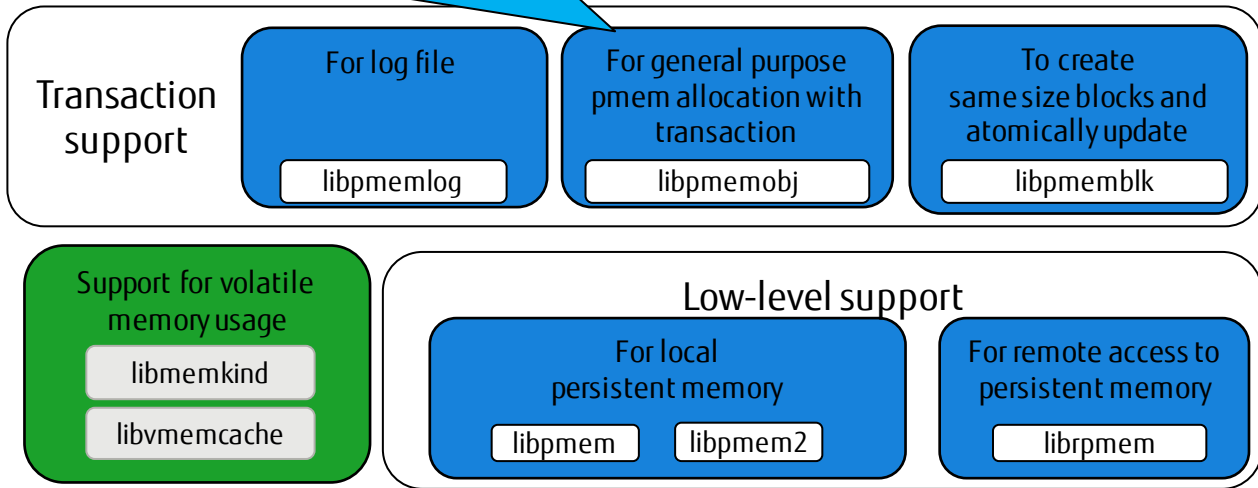 Transaction
support
For log file
libpmemlog
For general purpose
pmem allocation with
transaction
libpmemobj
To create
same size blocks and
atomically update
libpmemblk
Support for volatile
memory usage
libmemkind
libvmemcache
Low-level support
For local
persistent memory
libpmem
libpmem2
For remote access to
persistent memory
librpmem